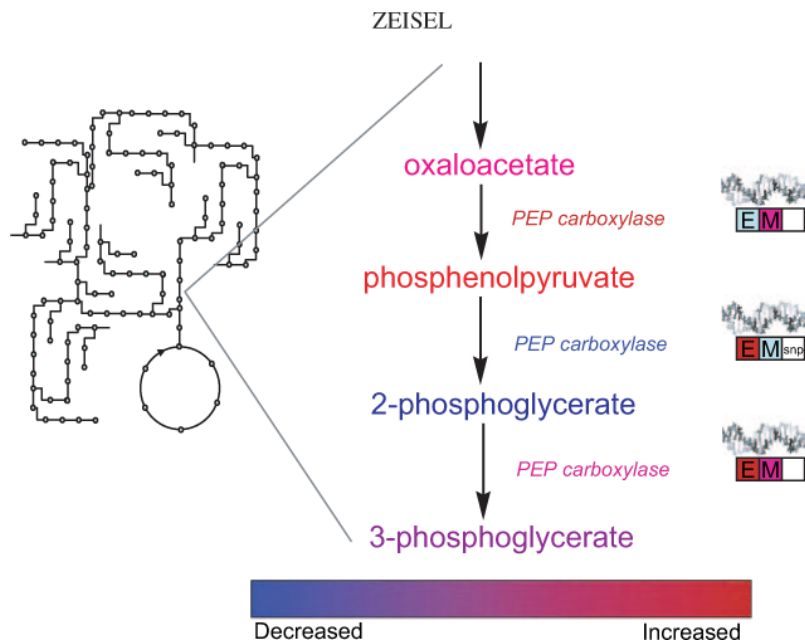 ZEISEL
oxaloacetate
PEP carboxylase
E M
phosphenolpyruvate
PEP carboxylase
E M snp
2-phosphoglycerate
PEP carboxylase
E M
3-phosphoglycerate
Decreased Increased